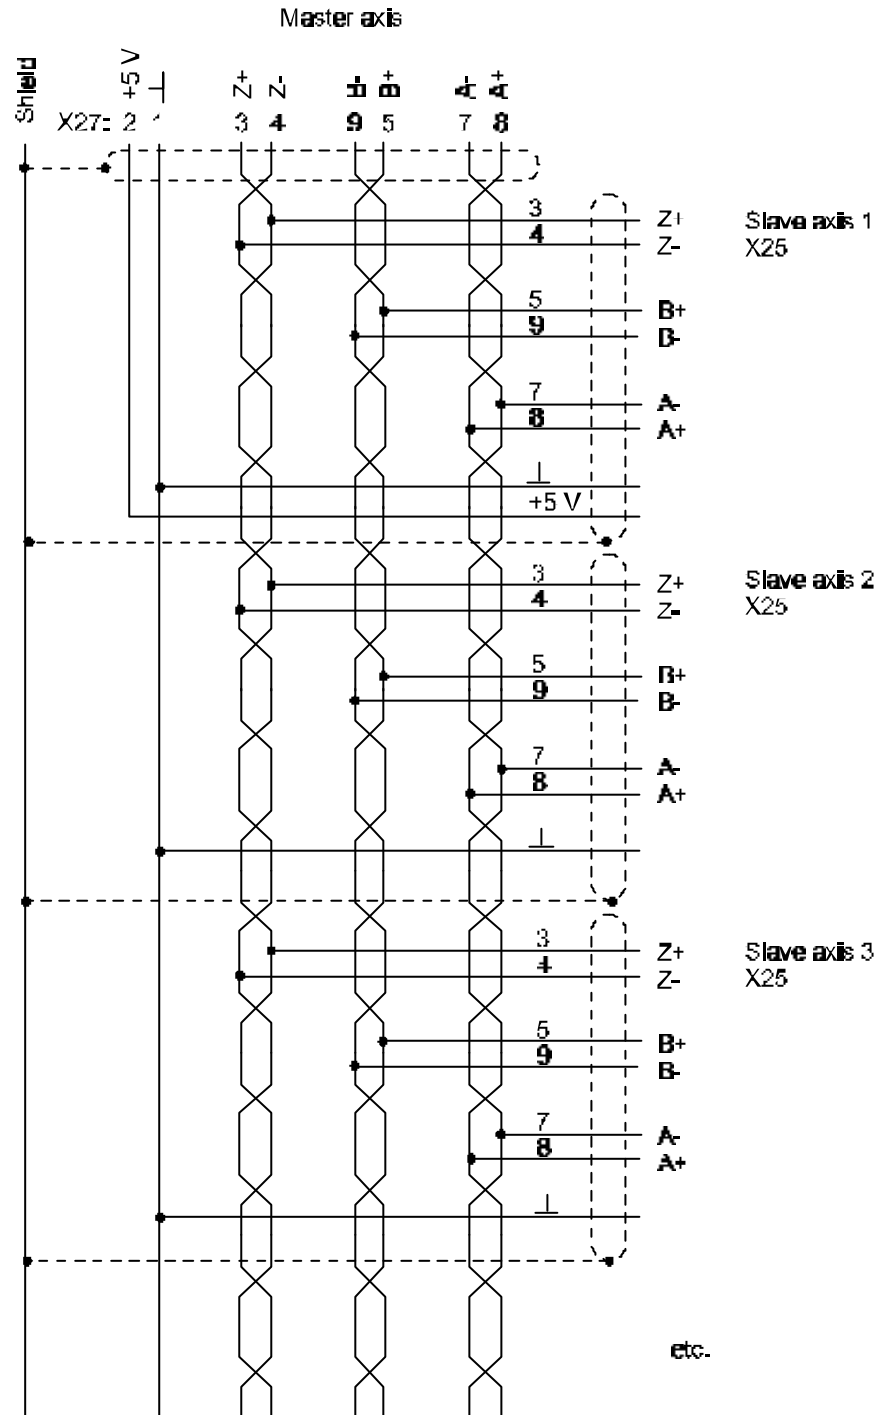 Master axis
Shield
+5 V
⊥
Z+
Z-
B-
B+
A-
A+
X27: 2 1 3 4 9 5 7 8
3 Z+ Slave axis 1
4 Z- X25
5 B+
9 B-
7 A-
8 A+
⊥
+5 V
3 Z+ Slave axis 2
4 Z- X25
5 B+
9 B-
7 A-
8 A+
⊥
3 Z+ Slave axis 3
4 Z- X25
5 B+
9 B-
7 A-
8 A+
⊥
etc.